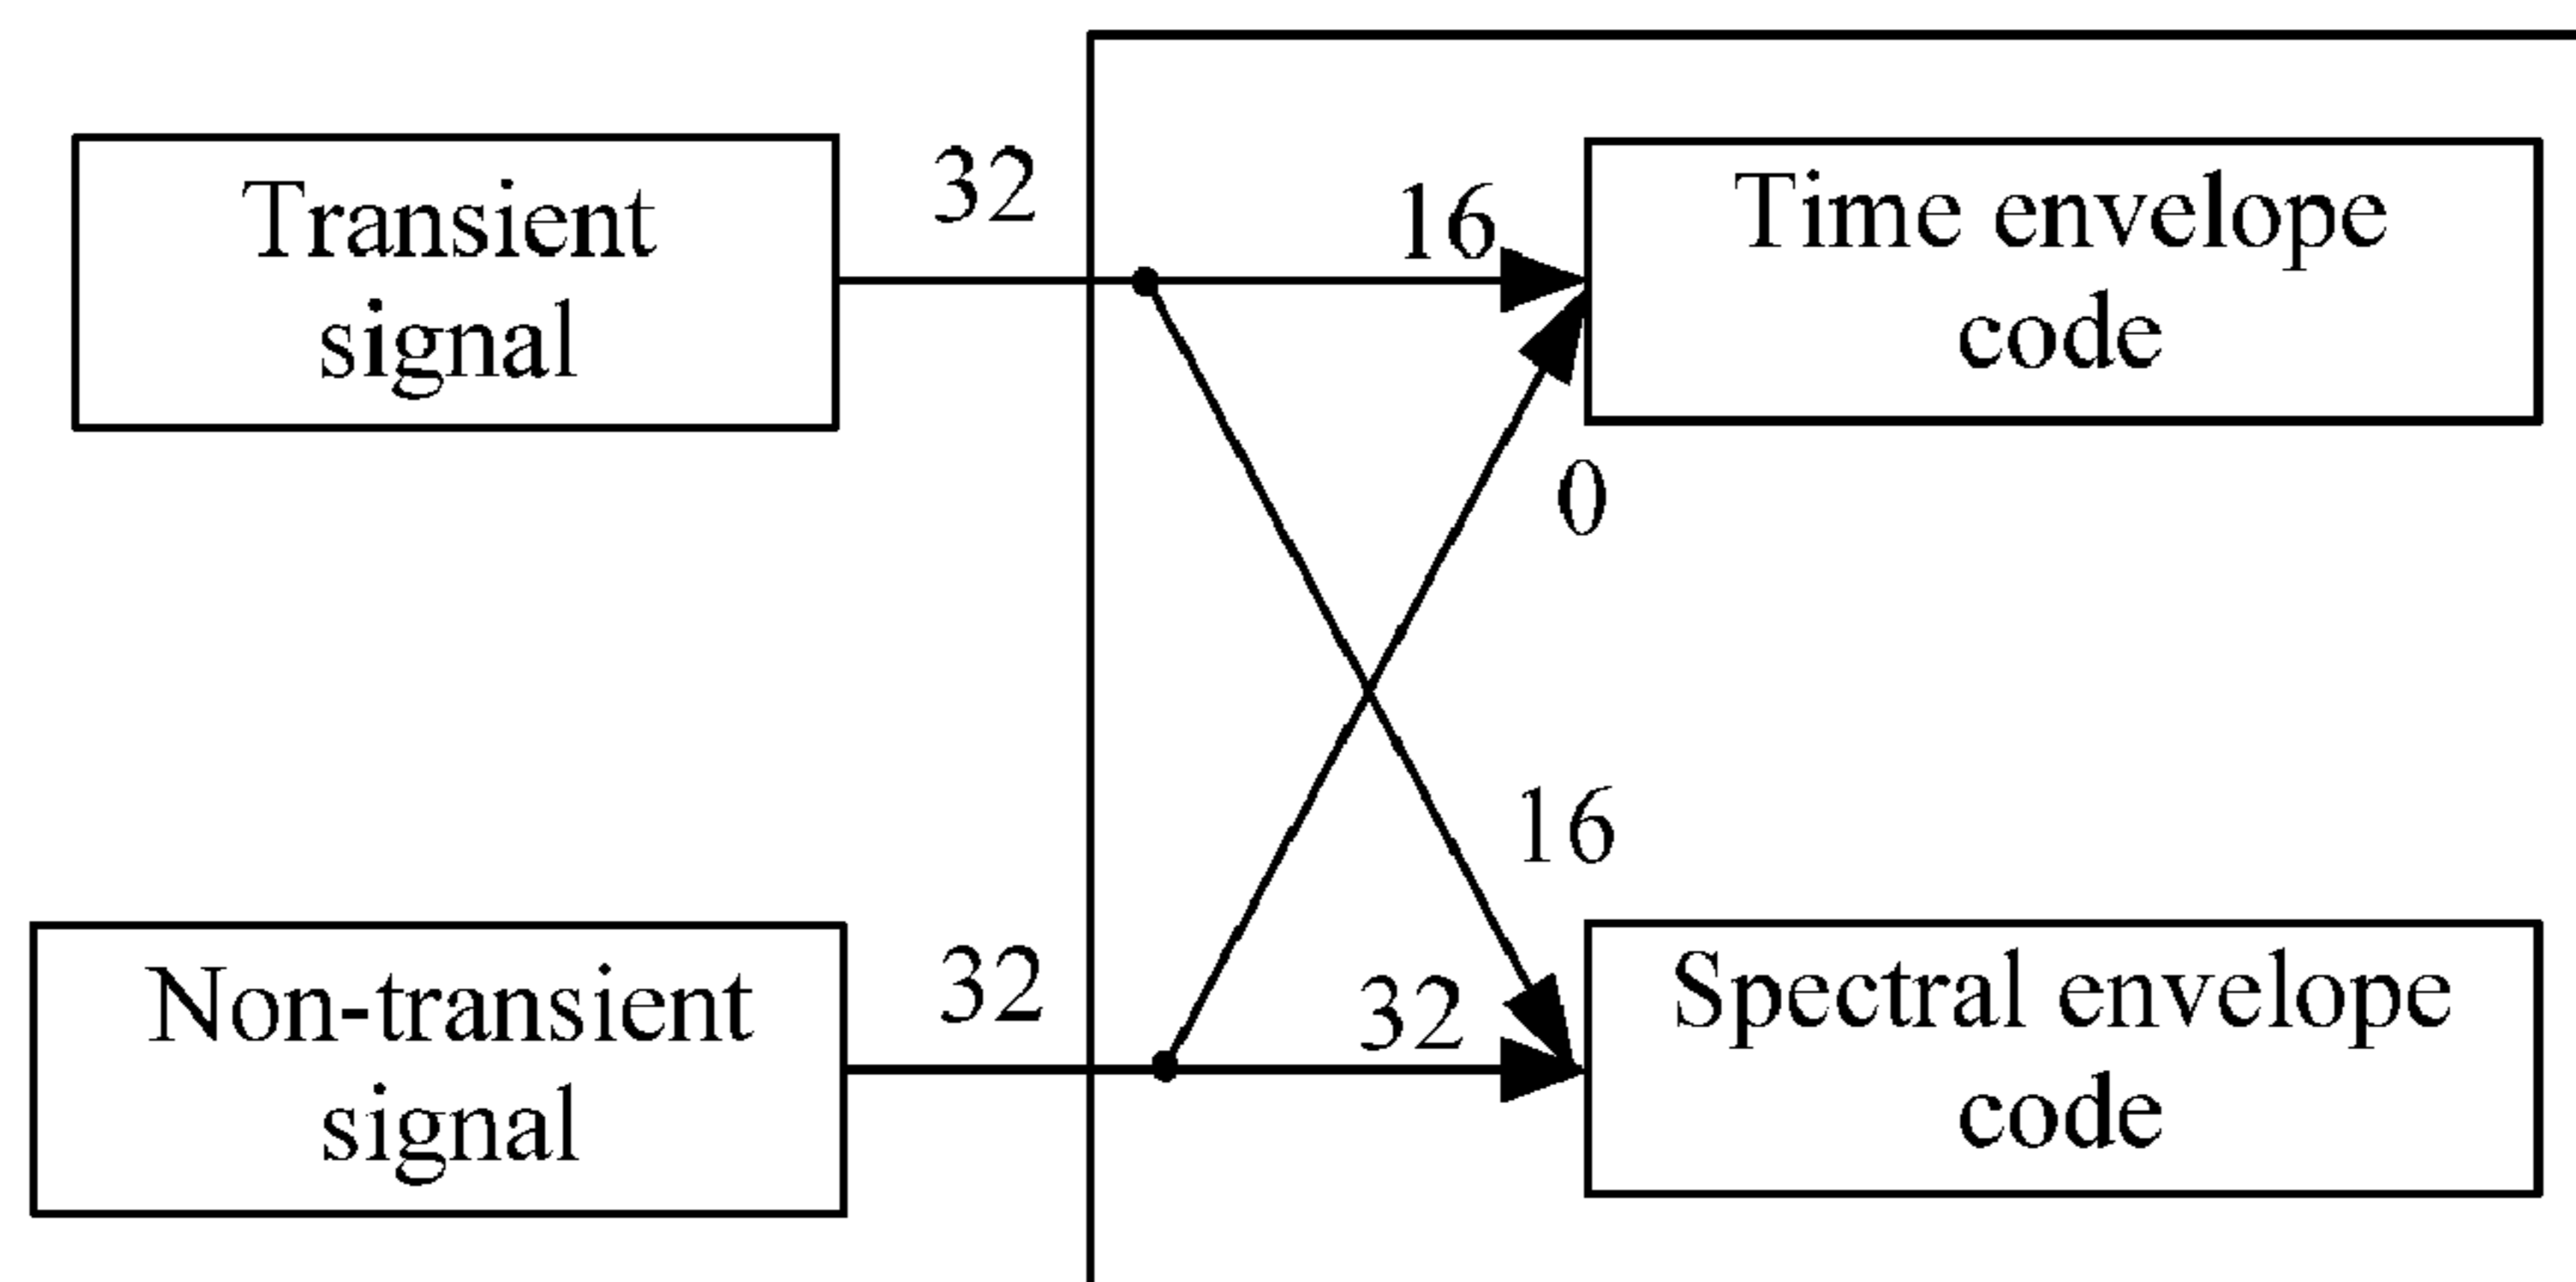 Transient
signal
32
16
Time envelope
code
0
16
Non-transient
signal
32
32
Spectral envelope
code